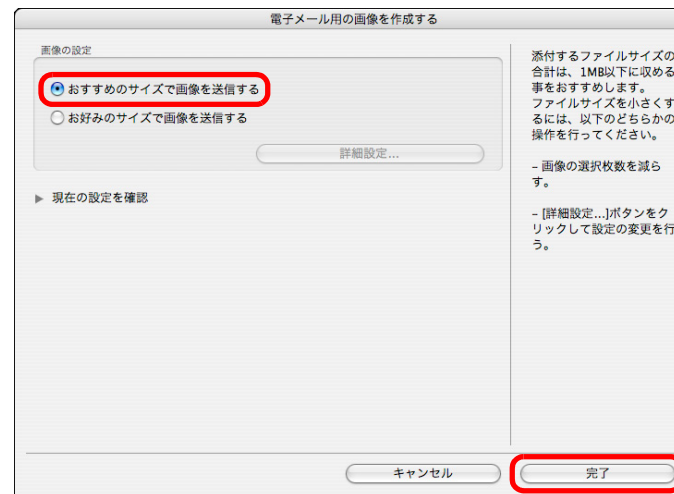 電子メール用の画像を作成する
画像の設定
おすすめのサイズで画像を送信する
お好みのサイズで画像を送信する
詳細設定...
現在の設定を確認
添付するファイルサイズの
合計は、1MB以下に収める
事をおすすめします。
ファイルサイズを小さくす
るには、以下のどちらかの
操作を行ってください。
– 画像の選択枚数を減ら
す。
– [詳細設定...]ボタンをク
リックして設定の変更を行
う。
キャンセル
完了